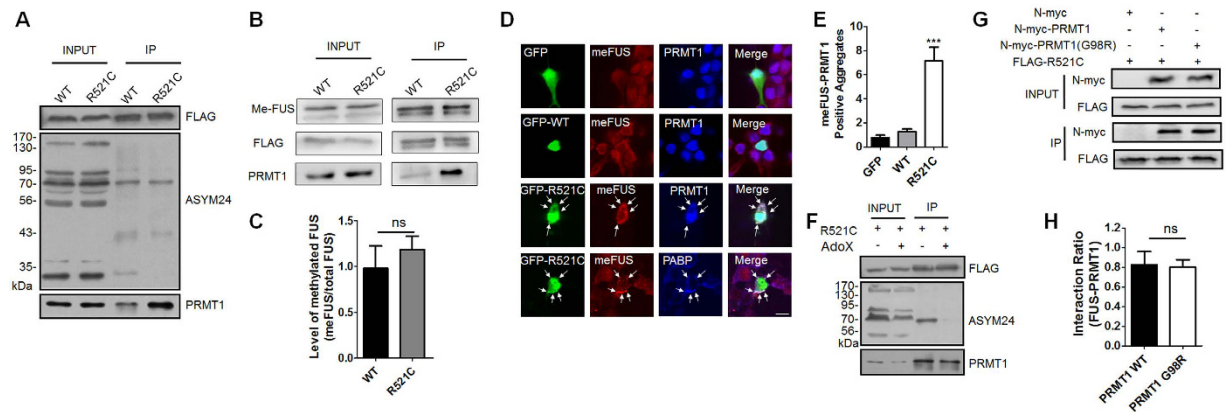 A
INPUT IP
WT R521C WT R521C
FLAG
170-
130-
95-
70-
56-
43-
35-
kDa
ASYM24
PRMT1
B
INPUT IP
WT R521C WT R521C
Me-FUS
FLAG
PRMT1
C
Level of methylated FUS
(meFUS/total FUS)
1.5
1.0
0.5
0.0
ns
WT R521C
D
GFP meFUS PRMT1 Merge
GFP-WT meFUS PRMT1 Merge
GFP-R521C meFUS PRMT1 Merge
GFP-R521C meFUS PABP Merge
E
meFUS-PRMT1
Positive Aggregates
10
8
6
4
2
0
***
GFP WT R521C
F
INPUT IP
R521C + + + +
AdoX - + - +
FLAG
170-
130-
95-
70-
56-
kDa
ASYM24
PRMT1
G
N-myc +
N-myc-PRMT1 +
N-myc-PRMT1(G98R) +
FLAG-R521C + + +
INPUT
N-myc
FLAG
IP
N-myc
FLAG
H
Interaction Ratio
(FUS-PRMT1)
1.2
1.0
0.8
0.6
0.4
0.2
0.0
ns
PRMT1 WT PRMT1 G98R